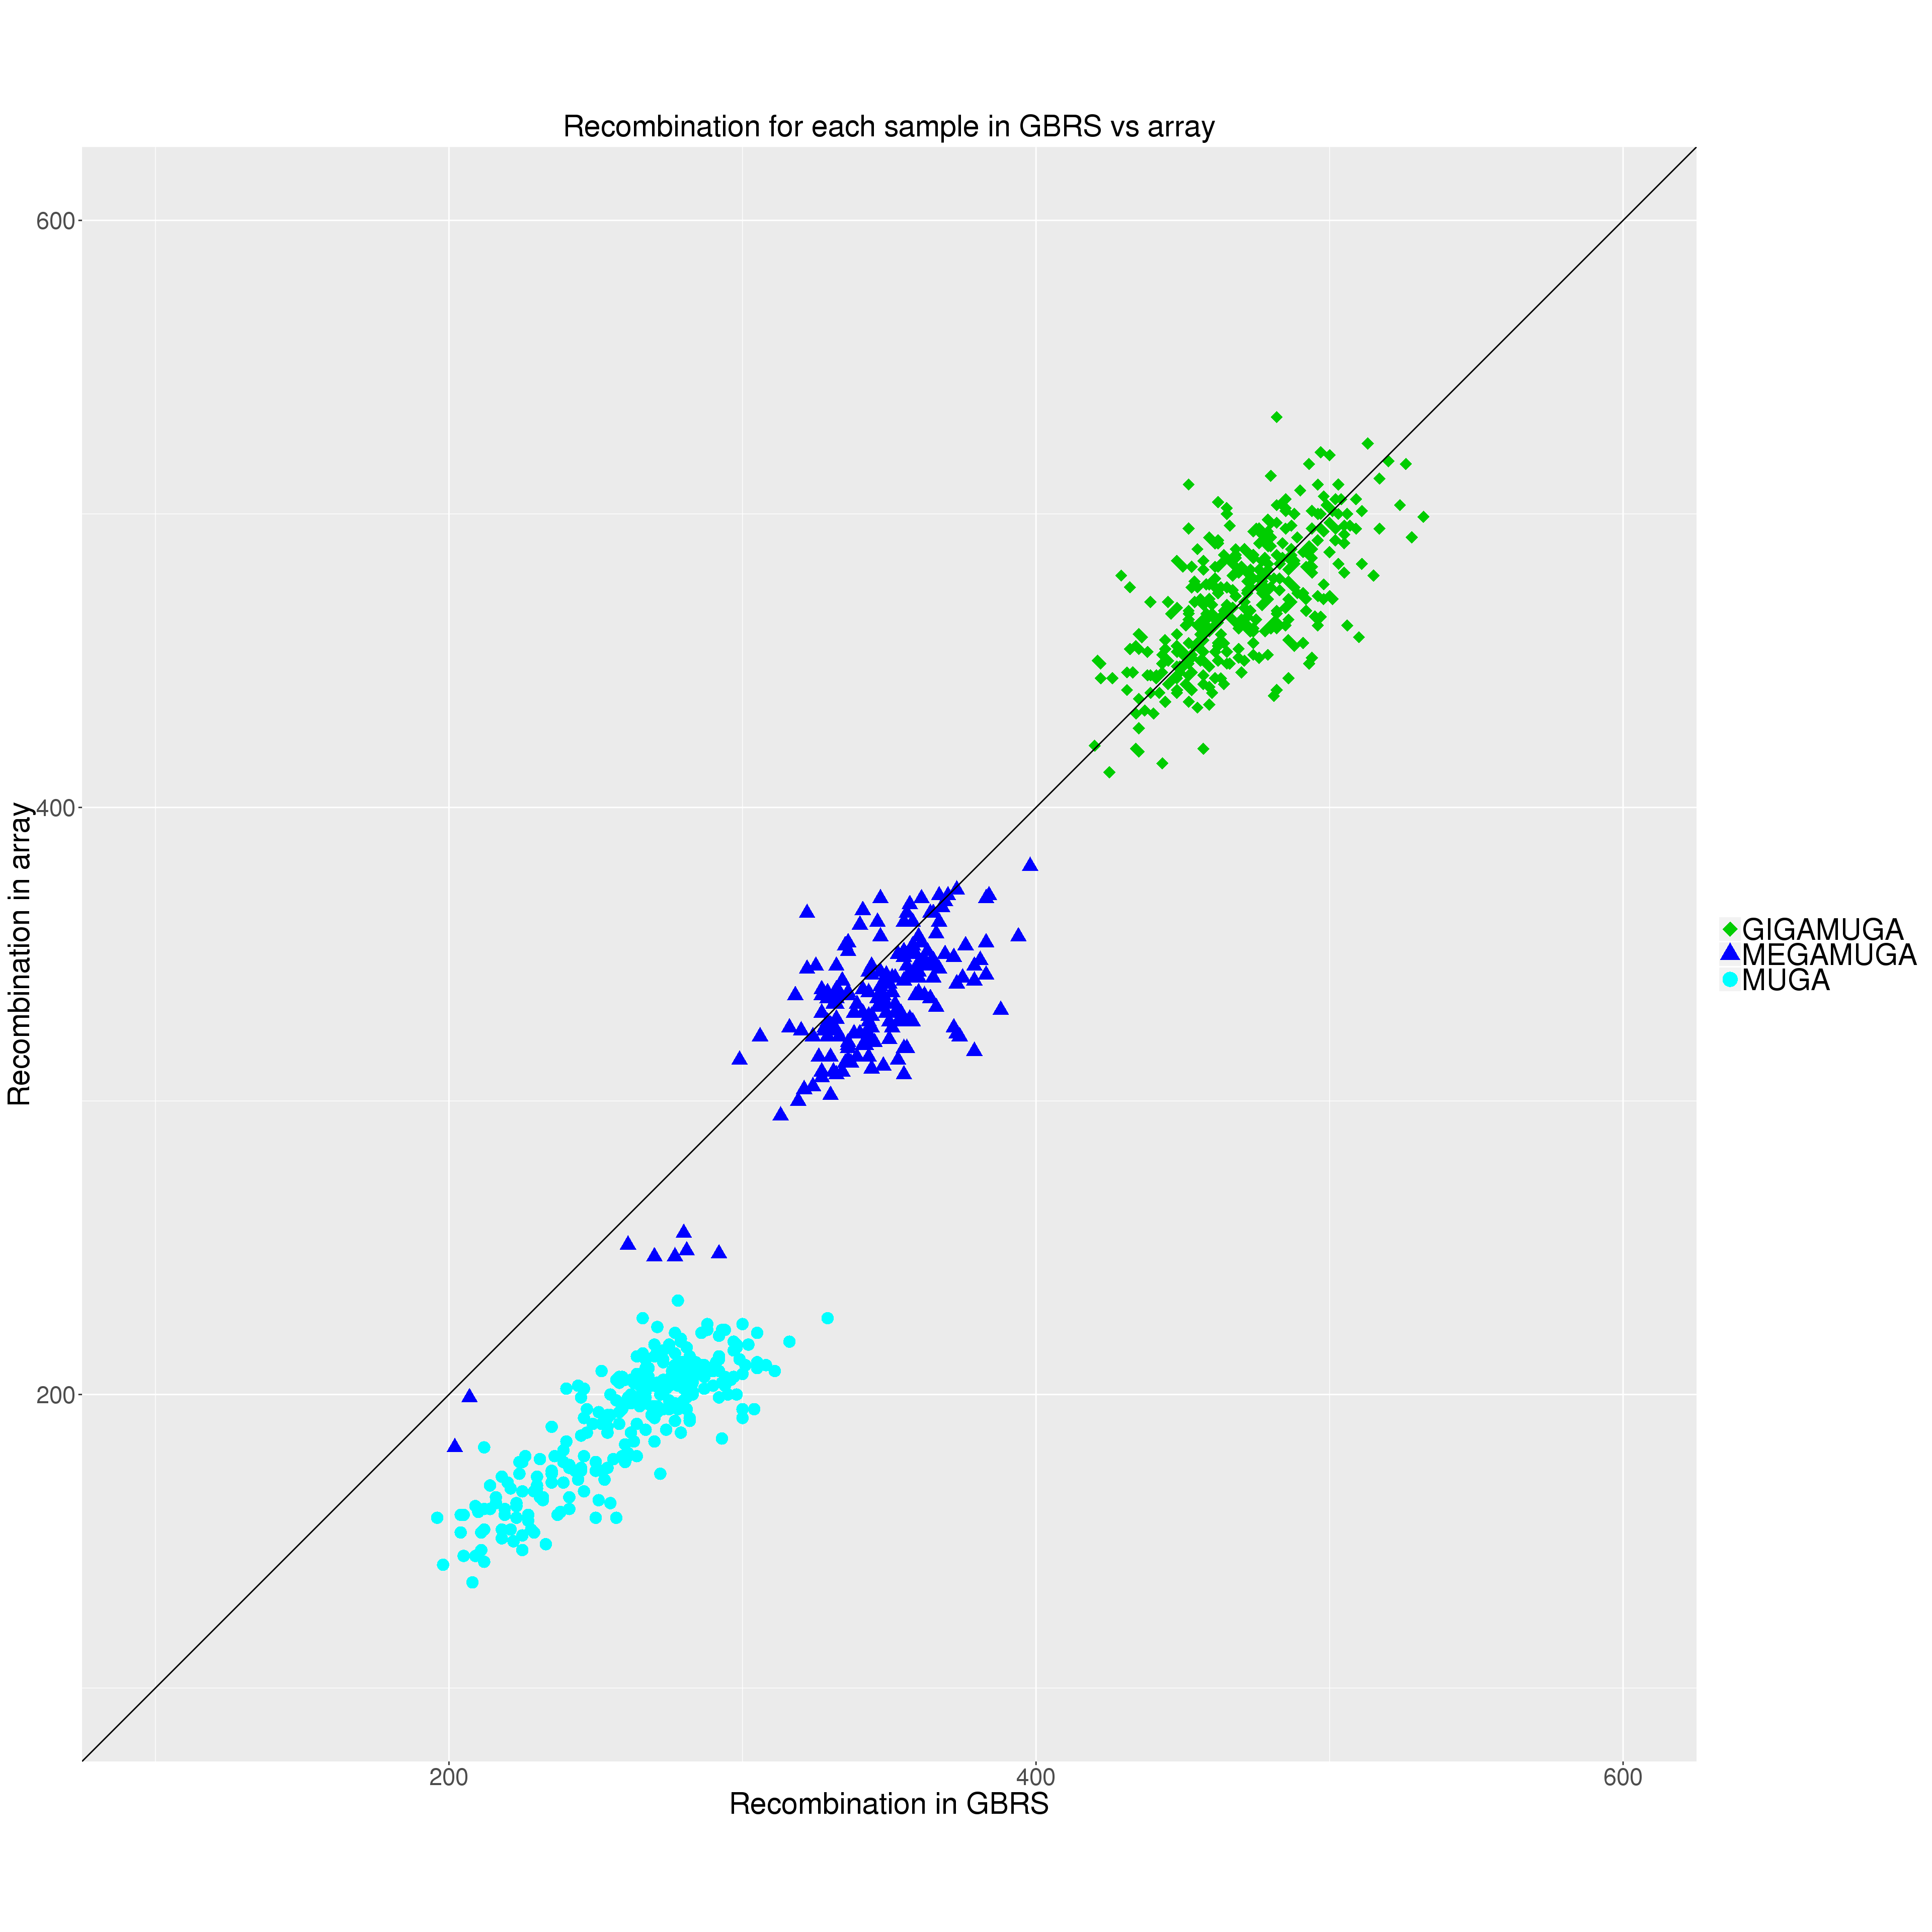 Recombination for each sample in GBRS vs array
600
400
200
Recombination in array
200
400
600
Recombination in GBRS
GIGAMUGA
MEGAMUGA
MUGA